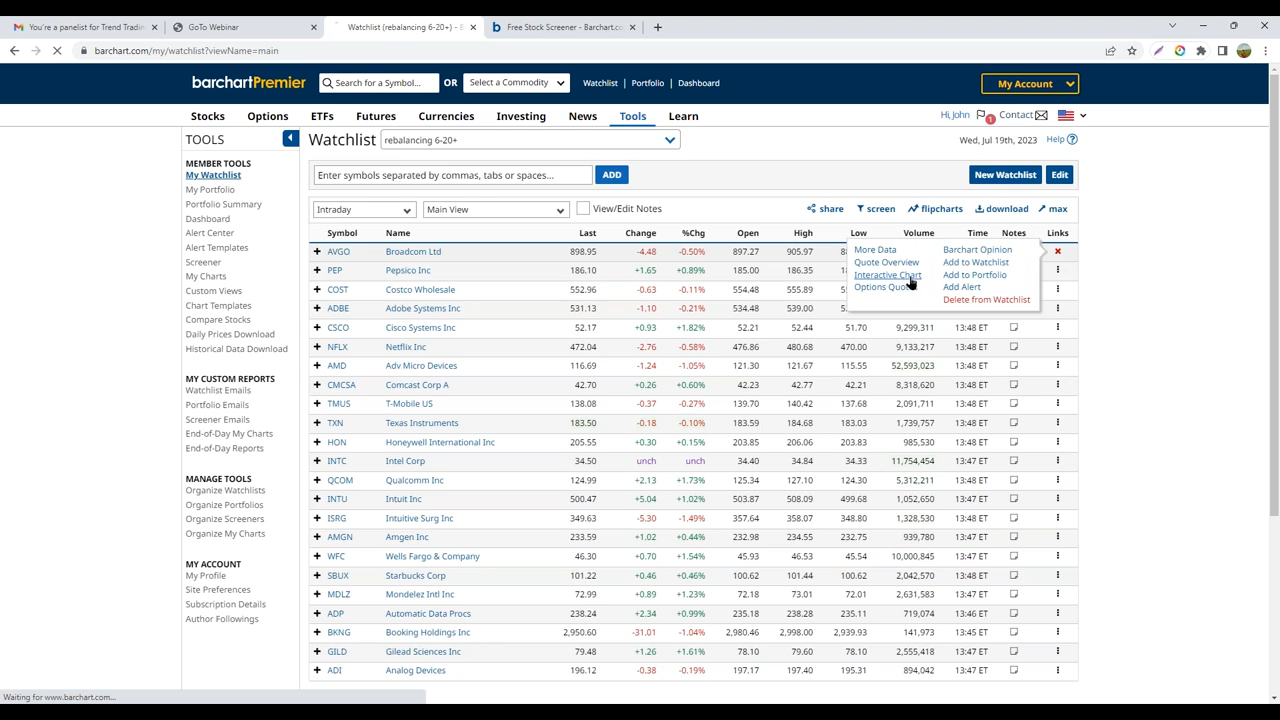 You're a panelist for Trend Tradin
GoTo Webinar
Watchlist (rebalancing 6-20+) - B
Free Stock Screener - Barchart.co
barchart.com/my/watchlist?viewName=main
barchartPremier
Search for a Symbol...
OR
Select a Commodity
Watchlist | Portfolio | Dashboard
My Account
Stocks Options ETFs Futures Currencies Investing News Tools Learn
Hi, John 1 Contact
TOOLS
MEMBER TOOLS
My Watchlist
My Portfolio
Portfolio Summary
Dashboard
Alert Center
Alert Templates
Screener
My Charts
Custom Views
Chart Templates
Compare Stocks
Daily Prices Download
Historical Data Download
MY CUSTOM REPORTS
Watchlist Emails
Portfolio Emails
Screener Emails
End-of-Day My Charts
End-of-Day Reports
MANAGE TOOLS
Organize Watchlists
Organize Portfolios
Organize Screeners
Organize My Charts
MY ACCOUNT
My Profile
Site Preferences
Subscription Details
Author Followings
Watchlist rebalancing 6-20+
Wed, Jul 19th, 2023 Help ?
Enter symbols separated by commas, tabs or spaces... ADD
New Watchlist Edit
Intraday Main View View/Edit Notes
share screen flipcharts download max
Symbol Name Last Change %Chg Open High Low Volume Time Notes Links
AVGO Broadcom Ltd 898.95 -4.48 -0.50% 897.27 905.97
PEP Pepsico Inc 186.10 +1.65 +0.89% 185.00 186.35
COST Costco Wholesale 552.96 -0.63 -0.11% 555.89
ADBE Adobe Systems Inc 531.13 -1.10 -0.21% 534.48 539.00
CSCO Cisco Systems Inc 52.17 +0.93 +1.82% 52.21 52.44 51.70 9,299,311 13:48 ET
NFLX Netflix Inc 472.04 -2.76 -0.58% 476.86 480.68 470.00 9,133,217 13:48 ET
AMD Adv Micro Devices 116.69 -1.24 -1.05% 121.30 121.67 115.55 52,593,023 13:48 ET
CMCSA Comcast Corp A 42.70 +0.26 +0.60% 42.23 42.77 42.21 8,318,620 13:48 ET
TMUS T-Mobile US 138.08 -0.37 -0.27% 139.70 140.42 137.68 2,091,711 13:48 ET
TXN Texas Instruments 183.50 -0.18 -0.10% 183.59 184.68 183.03 1,739,757 13:48 ET
HON Honeywell International Inc 205.55 +0.30 +0.15% 203.85 206.06 203.83 985,530 13:48 ET
INTC Intel Corp 34.50 unch unch 34.40 34.84 34.33 11,754,454 13:47 ET
QCOM Qualcomm Inc 124.99 +2.13 +1.73% 125.34 127.10 124.30 5,312,211 13:48 ET
INTU Intuit Inc 500.47 +5.04 +1.02% 503.87 508.09 499.68 1,052,650 13:47 ET
ISRG Intuitive Surg Inc 349.63 -5.30 -1.49% 357.64 358.07 348.80 1,328,530 13:48 ET
AMGN Amgen Inc 233.59 +1.02 +0.44% 232.98 234.55 232.75 939,780 13:47 ET
WFC Wells Fargo & Company 46.30 +0.70 +1.54% 45.93 46.53 45.54 10,000,845 13:47 ET
SBUX Starbucks Corp 101.22 +0.46 +0.46% 100.62 101.44 100.62 2,042,570 13:48 ET
MDLZ Mondelez Intl Inc 72.99 +0.89 +1.23% 72.18 73.01 72.01 2,631,583 13:47 ET
ADP Automatic Data Procs 238.24 +2.34 +0.99% 235.18 238.28 235.11 719,074 13:46 ET
BKNG Booking Holdings Inc 2,950.60 -31.01 -1.04% 2,980.46 2,998.00 2,939.93 141,973 13:45 ET
GILD Gilead Sciences Inc 79.48 +1.26 +1.61% 78.10 79.60 78.10 2,555,418 13:47 ET
ADI Analog Devices 196.12 -0.38 -0.19% 197.17 197.40 195.31 894,042 13:47 ET
More Data Barchart Opinion
Quote Overview Add to Watchlist
Interactive Chart Add to Portfolio
Options Add Alert
Delete from Watchlist
Waiting for www.barchart.com...